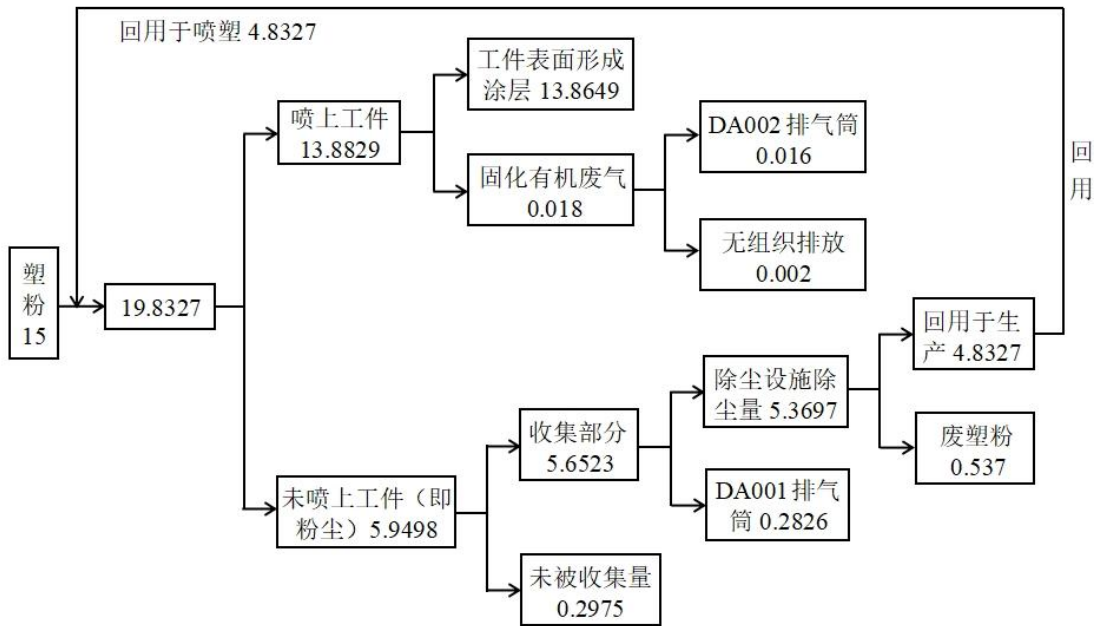 回用于喷塑 4.8327
工件表面形成
涂层 13.8649
喷上工件
13.8829
DA002 排气筒
0.016
固化有机废气
0.018
回
用
无组织排放
0.002
塑
粉
15
19.8327
回用于生
产 4.8327
除尘设施除
尘量 5.3697
收集部分
5.6523
废塑粉
0.537
未喷上工件（即
粉尘）5.9498
DA001 排气
筒 0.2826
未被收集量
0.2975